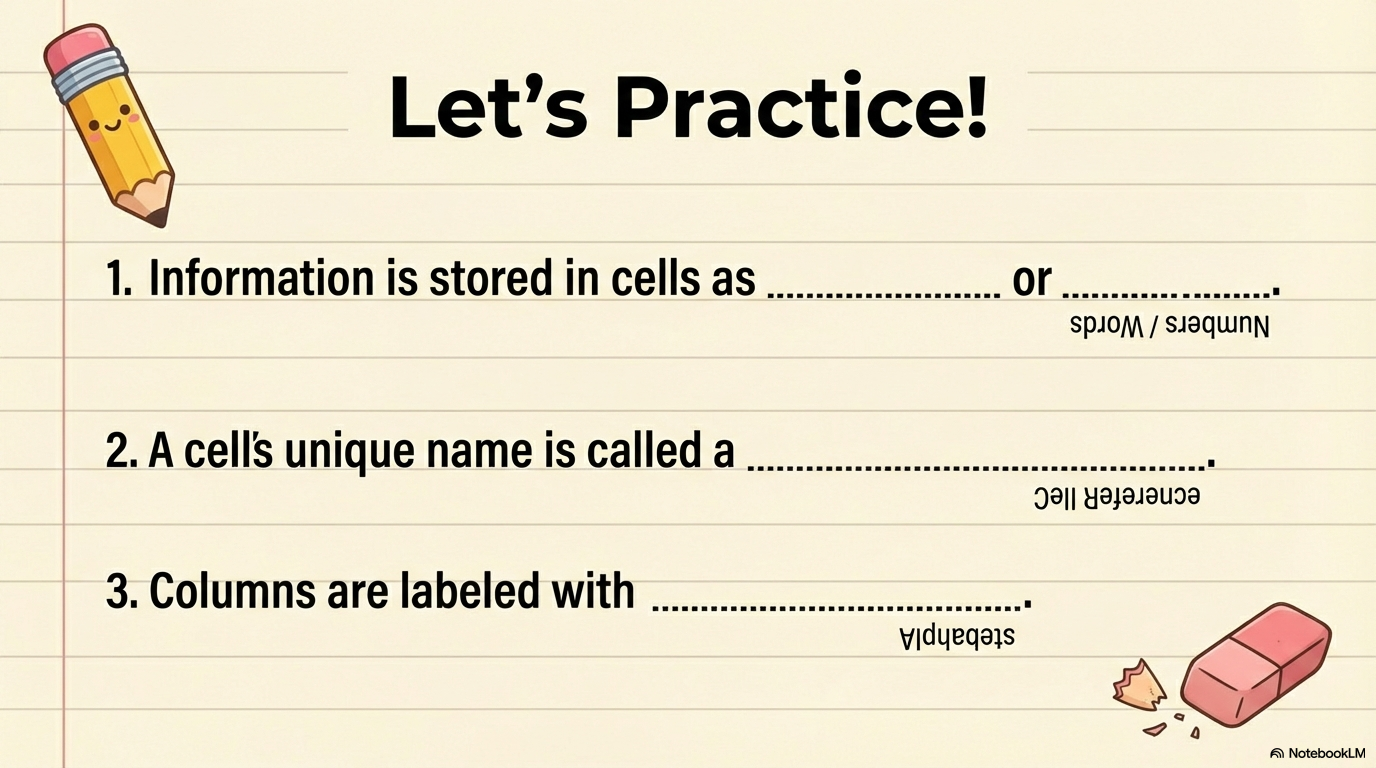 Let's Practice!
1. Information is stored in cells as ........................ or ......................
Numbers / Words
2. A cell's unique name is called a ................................................
Cell Reference
3. Columns are labeled with .......................................
Alphabets
NotebookLM